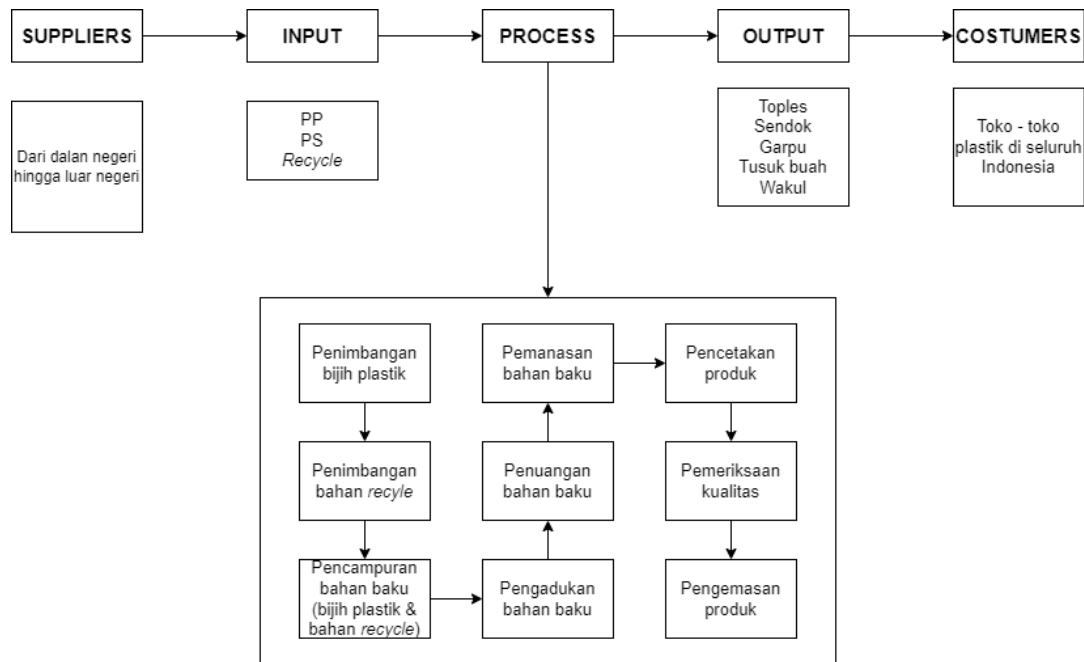 SUPPLIERS
INPUT
PROCESS
OUTPUT
COSTUMERS
Dari dalan negeri
hingga luar negeri
PP
PS
Recycle
Toples
Sendok
Garpu
Tusuk buah
Wakul
Toko - toko
plastik di seluruh
Indonesia
Penimbangan
bijih plastik
Penimbangan
bahan recyle
Pencampuran
bahan baku
(bijih plastik &
bahan recycle)
Pengadukan
bahan baku
Penuangan
bahan baku
Pemanasan
bahan baku
Pencetakan
produk
Pemeriksaan
kualitas
Pengemasan
produk